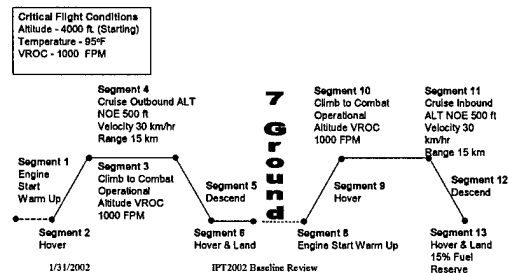 Critical Flight Conditions
Altitude - 4000 ft. (Starting)
Temperature - 95ºF
VROC - 1000 FPM
Segment 4
Cruise Outbound ALT
NOE 500 ft
Velocity 30 km/hr
Range 15 km
Segment 1
Engine
Start
Warm Up
Segment 3
Climb to Combat
Operational
Altitude VROC
1000 FPM
Segment 2
Hover
Segment 5
Descend
Segment 6
Hover & Land
7 Ground
Segment 10
Climb to Combat
Operational
Altitude VROC
1000 FPM
Segment 11
Cruise Inbound
ALT NOE 500 ft
Velocity 30
km/hr
Range 15 km
Segment 9
Hover
Segment 8
Engine Start Warm Up
Segment 12
Descend
Segment 13
Hover & Land
15% Fuel
Reserve
1/31/2002
IPT2002 Baseline Review